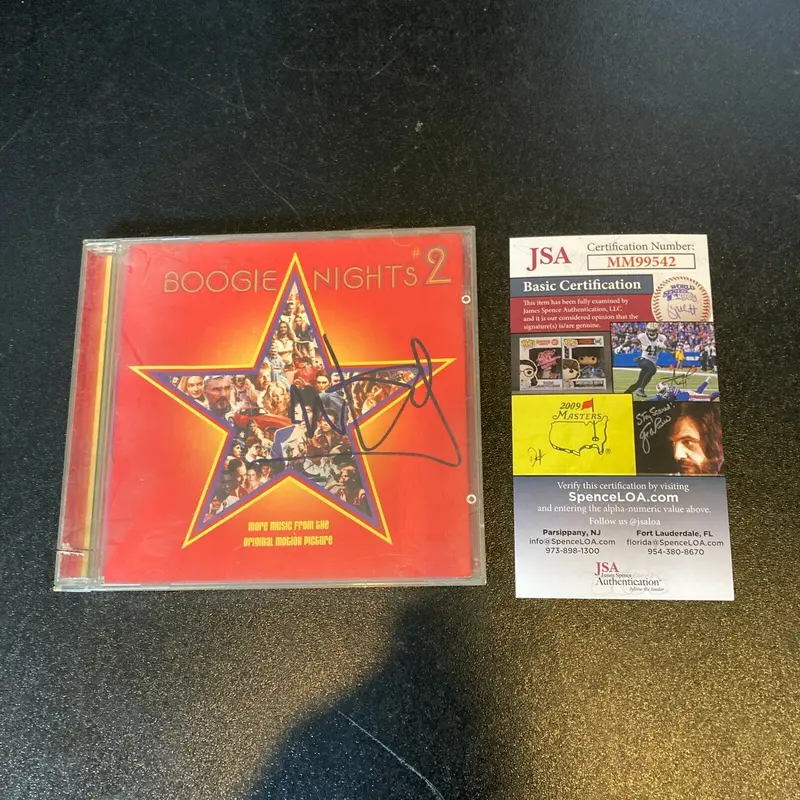 BOOGIE NIGHTS #2
MORE MUSIC FROM THE
ORIGINAL MOTION PICTURE
JSA
Certification Number:
MM99542
Basic Certification
This item has been fully examined by
James Spence Authentication, LLC
and it is our considered opinion that the
signature(s) is/are genuine.
WORLD
SERIES
2009
MASTERS
Verify this certification by visiting
SpenceLOA.com
and entering the alpha-numeric value above.
Follow us @jsaloa
Parsippany, NJ
info@SpenceLOA.com
973-898-1300
Fort Lauderdale, FL
florida@SpenceLOA.com
954-380-8670
JSA
James Spence
Authentication